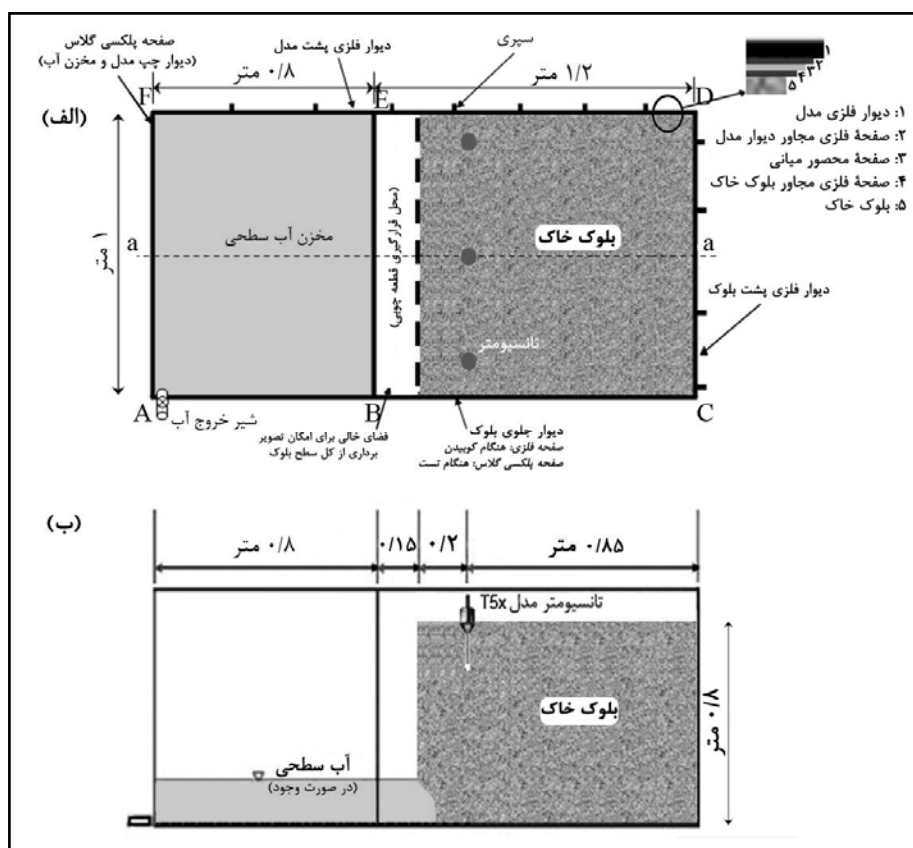 صفحه پلکسی گلاس
(دیوار چپ مدل و مخزن آب)
دیوار فلزی پشت مدل
سپری
۰/۸ متر
۱/۲ متر
F
E
D
(الف)
۱
۲
۳
۴
۵
۱: دیوار فلزی مدل
۲: صفحهٔ فلزی مجاور دیوار مدل
۳: صفحهٔ محصور میانی
۴: صفحهٔ فلزی مجاور بلوک خاک
۵: بلوک خاک
۱ متر
a
مخزن آب سطحی
(محل قرارگیری قطعه چوبی)
بلوک خاک
a
دیوار فلزی پشت بلوک
تانسیومتر
A
B
C
شیر خروج آب
فضای خالی برای امکان تصویر
برداری از کل سطح بلوک
دیوار جلوی بلوک
صفحه فلزی: هنگام کوبیدن
صفحه پلکسی گلاس: هنگام تست
(ب)
۰/۸ متر
۰/۱۵
۰/۲
۰/۸۵ متر
تانسیومتر مدل T5x
بلوک خاک
۰/۸ متر
آب سطحی
(در صورت وجود)